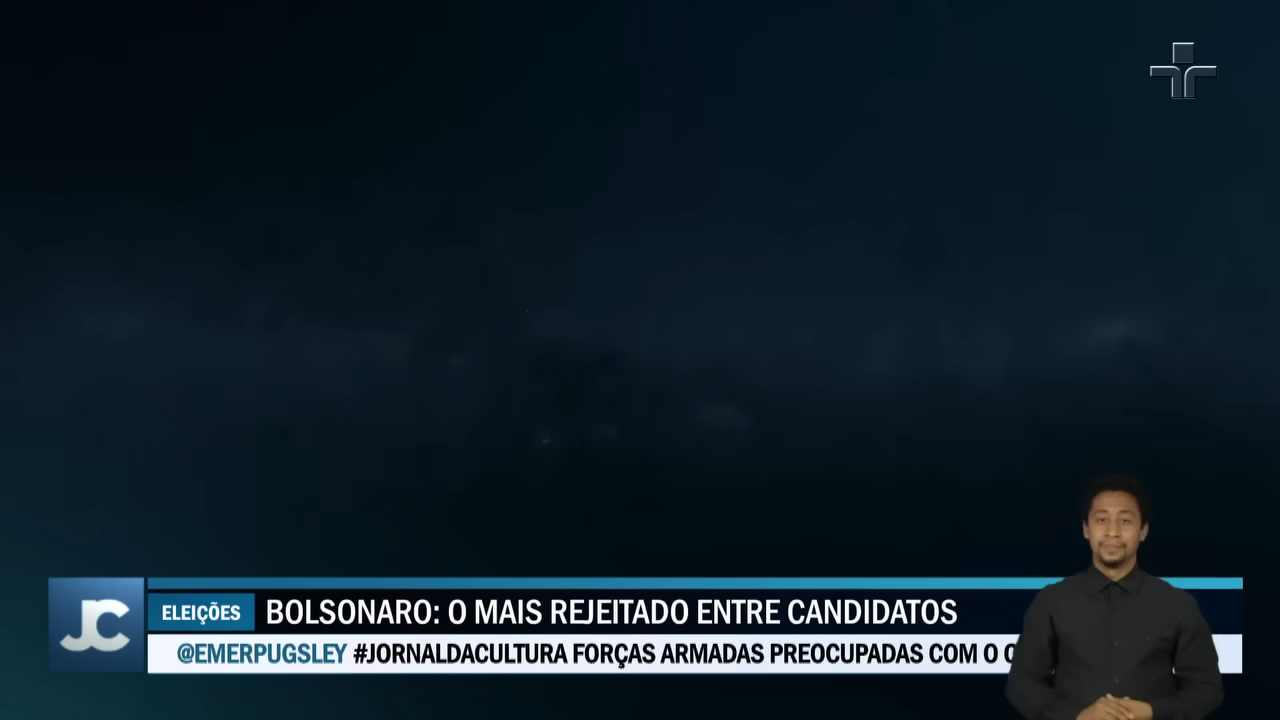 ELEIÇÕES BOLSONARO: O MAIS REJEITADO ENTRE CANDIDATOS
JC @EMERPUGSLEY #JORNALDACULTURA FORÇAS ARMADAS PREOCUPADAS COM O